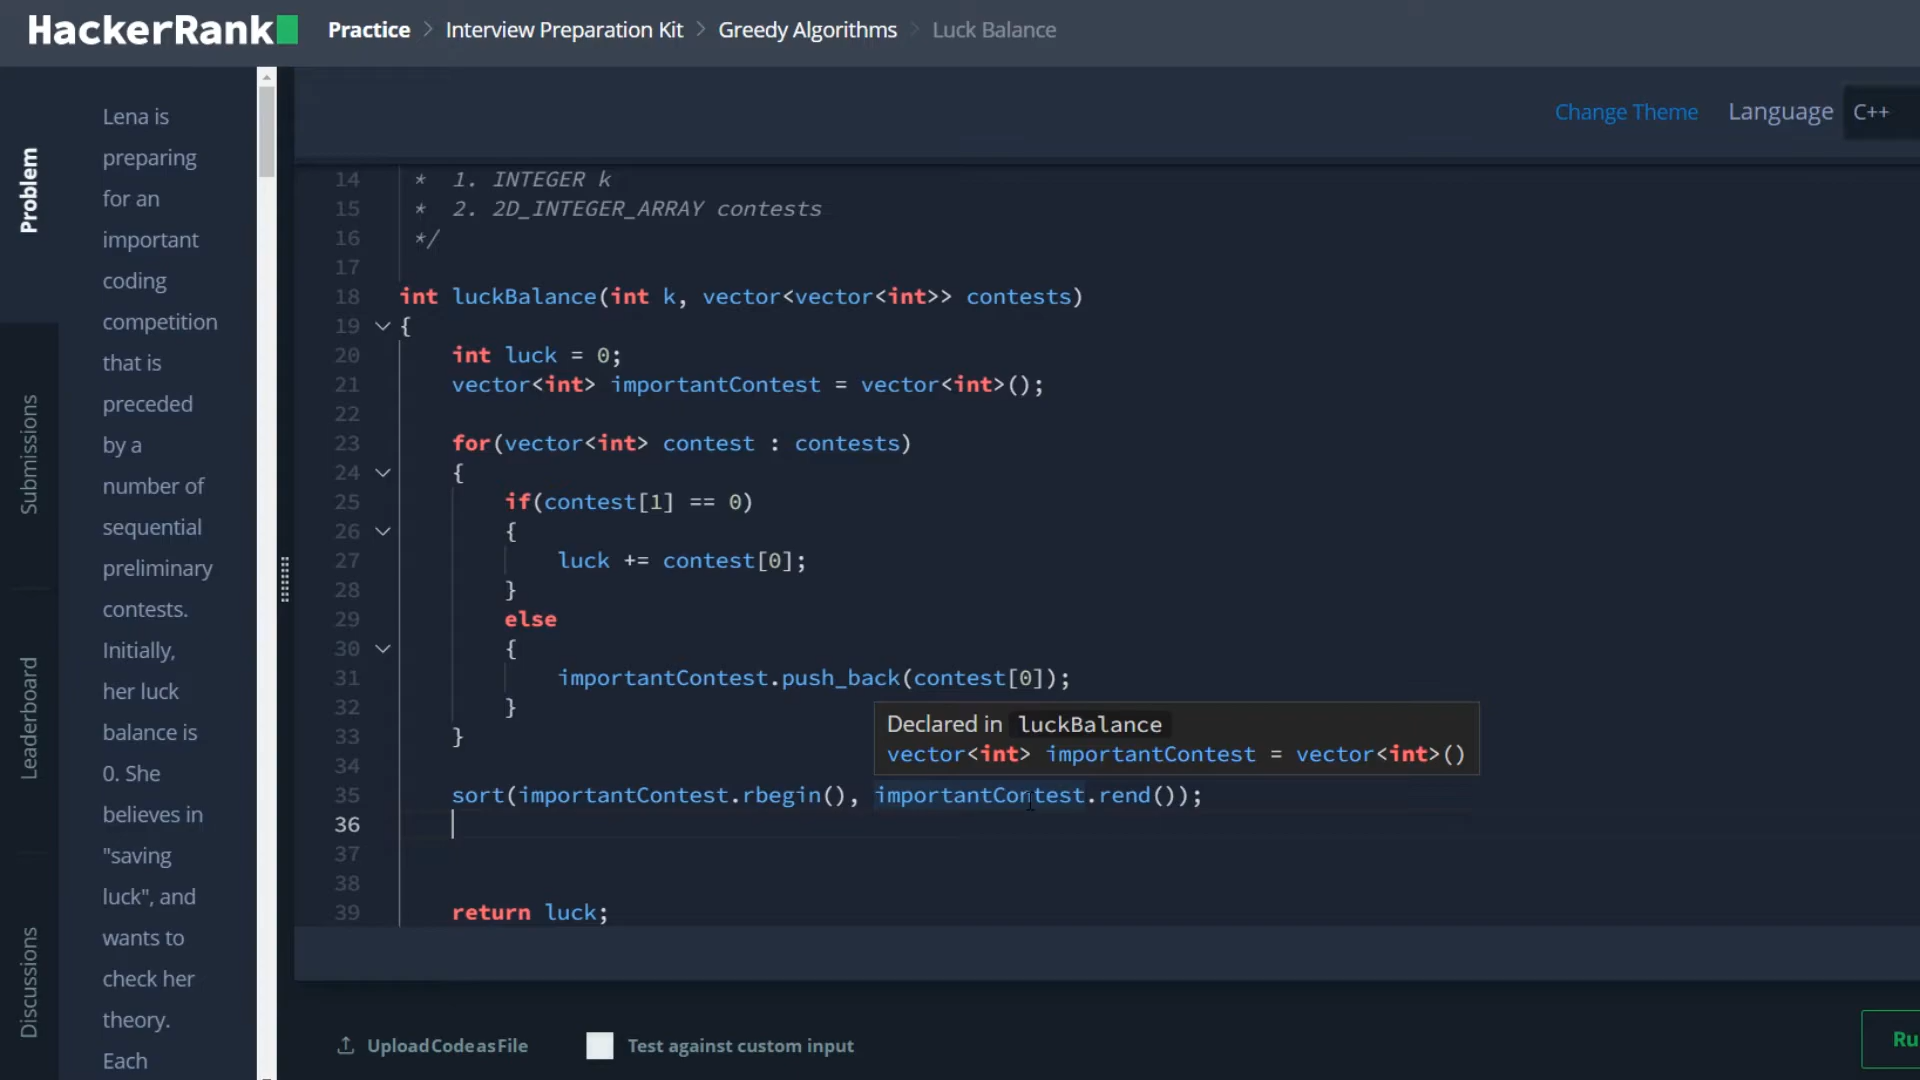 HackerRank
Practice > Interview Preparation Kit > Greedy Algorithms > Luck Balance
Problem
Submissions
Leaderboard
Discussions
Lena is
preparing
for an
important
coding
competition
that is
preceded
by a
number of
sequential
preliminary
contests.
Initially,
her luck
balance is
0. She
believes in
"saving
luck", and
wants to
check her
theory.
Each
Change Theme Language C++
14 * 1. INTEGER k
15 * 2. 2D_INTEGER_ARRAY contests
16 */
17
18 int luckBalance(int k, vector<vector<int>> contests)
19 {
20 int luck = 0;
21 vector<int> importantContest = vector<int>();
22
23 for(vector<int> contest : contests)
24 {
25 if(contest[1] == 0)
26 {
27 luck += contest[0];
28 }
29 else
30 {
31 importantContest.push_back(contest[0]);
32 }
33 }
Declared in luckBalance
vector<int> importantContest = vector<int>()
34
35 sort(importantContest.rbegin(), importantContest.rend());
36
37
38
39 return luck;
Upload Code as File Test against custom input
Ru